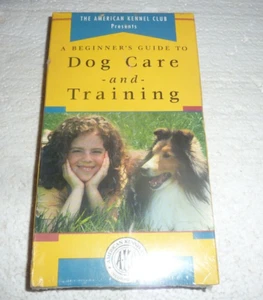 THE AMERICAN KENNEL CLUB
Presents
A BEGINNER'S GUIDE TO
Dog Care
-and-
Training